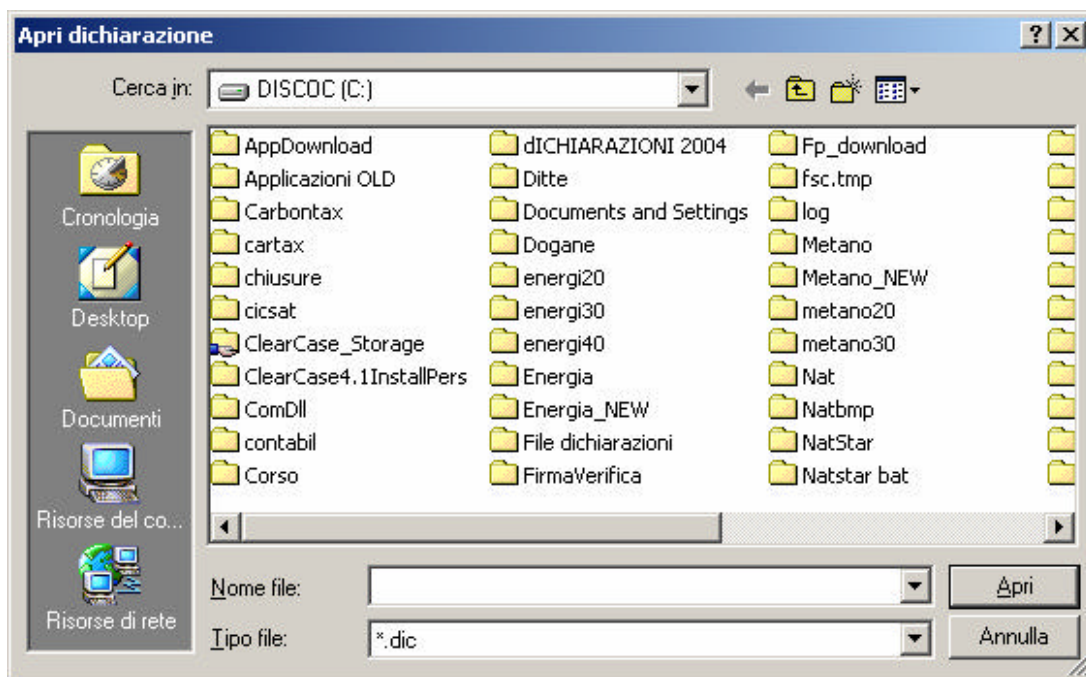 Apri dichiarazione
Cerca in: DISCOC (C:)
Cronologia
Desktop
Documenti
Risorse del co...
Risorse di rete
AppDownload
Applicazioni OLD
Carbontax
cartax
chiusure
cicsat
ClearCase_Storage
ClearCase4.1InstallPers
ComDll
contabil
Corso
dICHIARAZIONI 2004
Ditte
Documents and Settings
Dogane
energi20
energi30
energi40
Energia
Energia_NEW
File dichiarazioni
FirmaVerifica
Fp_download
fsc.tmp
log
Metano
Metano_NEW
metano20
metano30
Nat
Natbmp
NatStar
Natstar bat
Nome file:
Apri
Tipo file: *.dic
Annulla